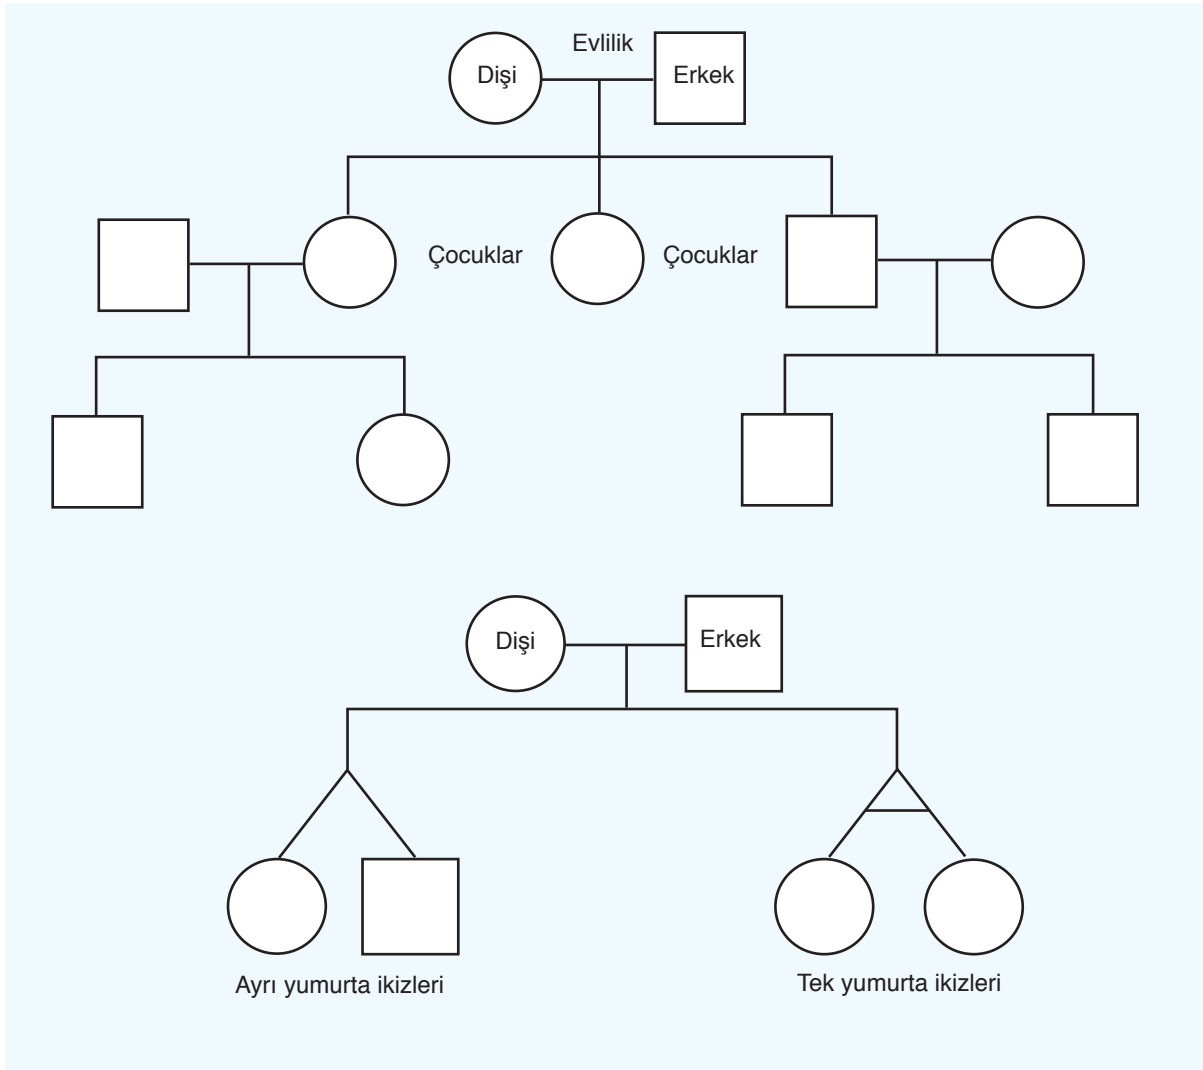 Evlilik
Dişi
Erkek
Çocuklar
Çocuklar
Dişi
Erkek
Ayrı yumurta ikizleri
Tek yumurta ikizleri